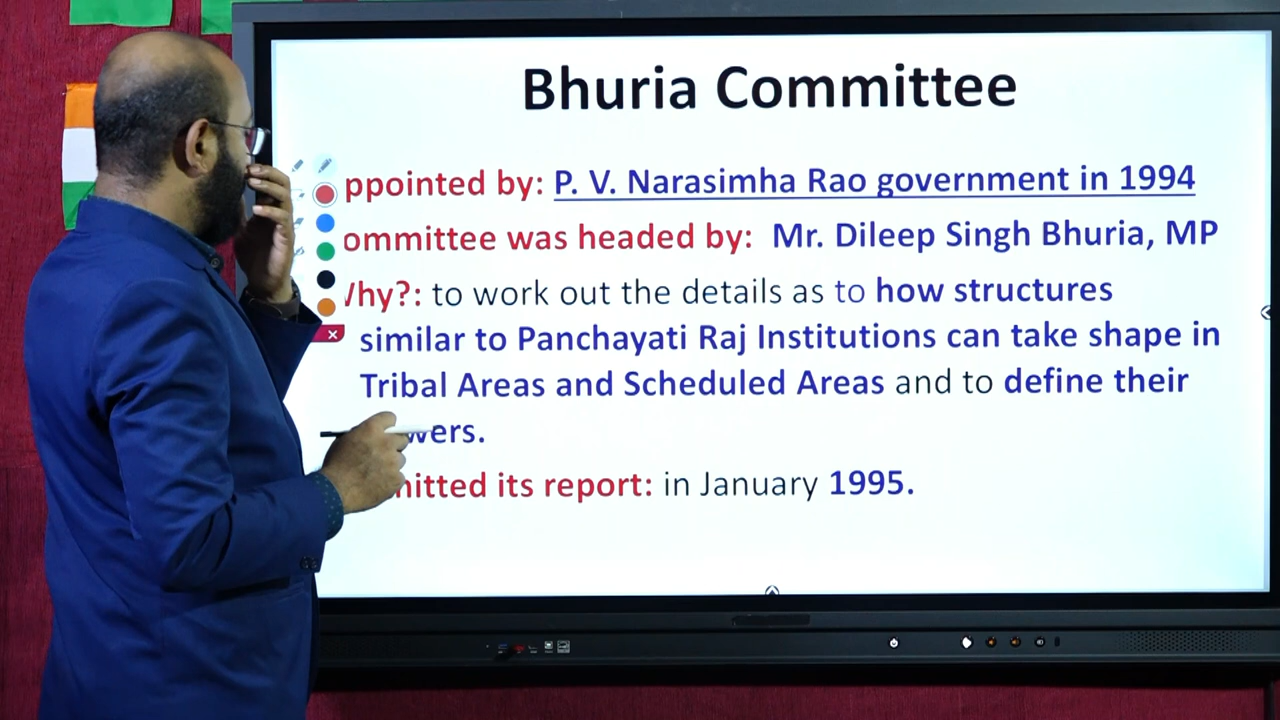 Bhuria Committee
ppointed by: P. V. Narasimha Rao government in 1994
ommittee was headed by: Mr. Dileep Singh Bhuria, MP
hy?: to work out the details as to how structures
similar to Panchayati Raj Institutions can take shape in
Tribal Areas and Scheduled Areas and to define their
wers.
mitted its report: in January 1995.